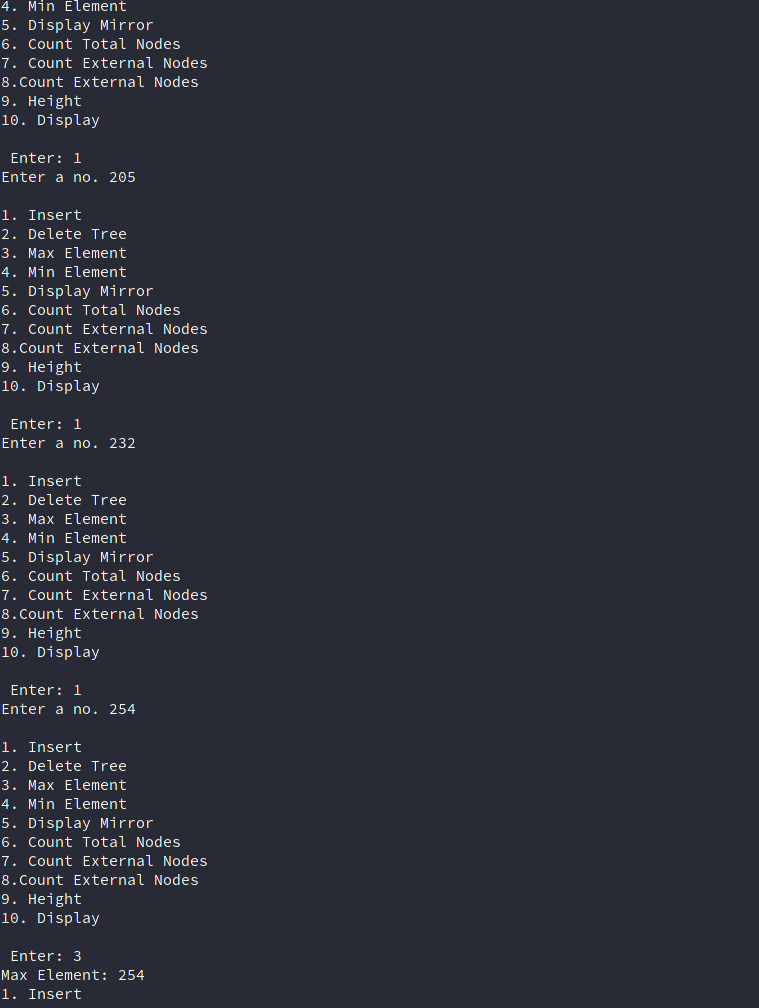 4. Min Element
5. Display Mirror
6. Count Total Nodes
7. Count External Nodes
8.Count External Nodes
9. Height
10. Display

 Enter: 1
Enter a no. 205

1. Insert
2. Delete Tree
3. Max Element
4. Min Element
5. Display Mirror
6. Count Total Nodes
7. Count External Nodes
8.Count External Nodes
9. Height
10. Display

 Enter: 1
Enter a no. 232

1. Insert
2. Delete Tree
3. Max Element
4. Min Element
5. Display Mirror
6. Count Total Nodes
7. Count External Nodes
8.Count External Nodes
9. Height
10. Display

 Enter: 1
Enter a no. 254

1. Insert
2. Delete Tree
3. Max Element
4. Min Element
5. Display Mirror
6. Count Total Nodes
7. Count External Nodes
8.Count External Nodes
9. Height
10. Display

 Enter: 3
Max Element: 254
1. Insert